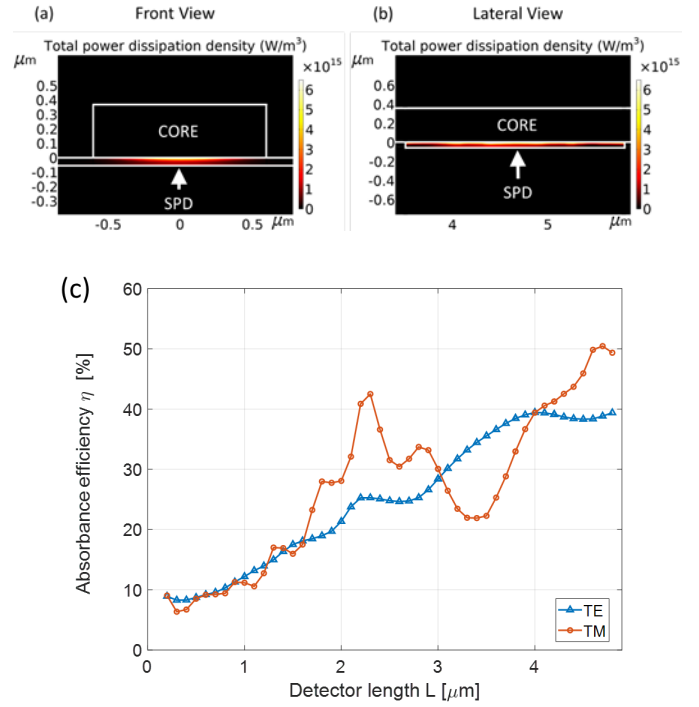 (a) Front View
Total power dissipation density (W/m³)
μm
×10¹⁵
0.5
0.4
0.3
0.2
0.1
0
-0.1
-0.2
-0.3
CORE
SPD
6
5
4
3
2
1
0
-0.5 0 0.5 μm
(b) Lateral View
Total power dissipation density (W/m³)
μm
×10¹⁵
0.6
0.4
0.2
0
-0.2
-0.4
-0.6
CORE
SPD
6
5
4
3
2
1
0
4 5 μm
(c)
Absorbance efficiency η [%]
60
50
40
30
20
10
0
0 1 2 3 4
TE
TM
Detector length L [μm]